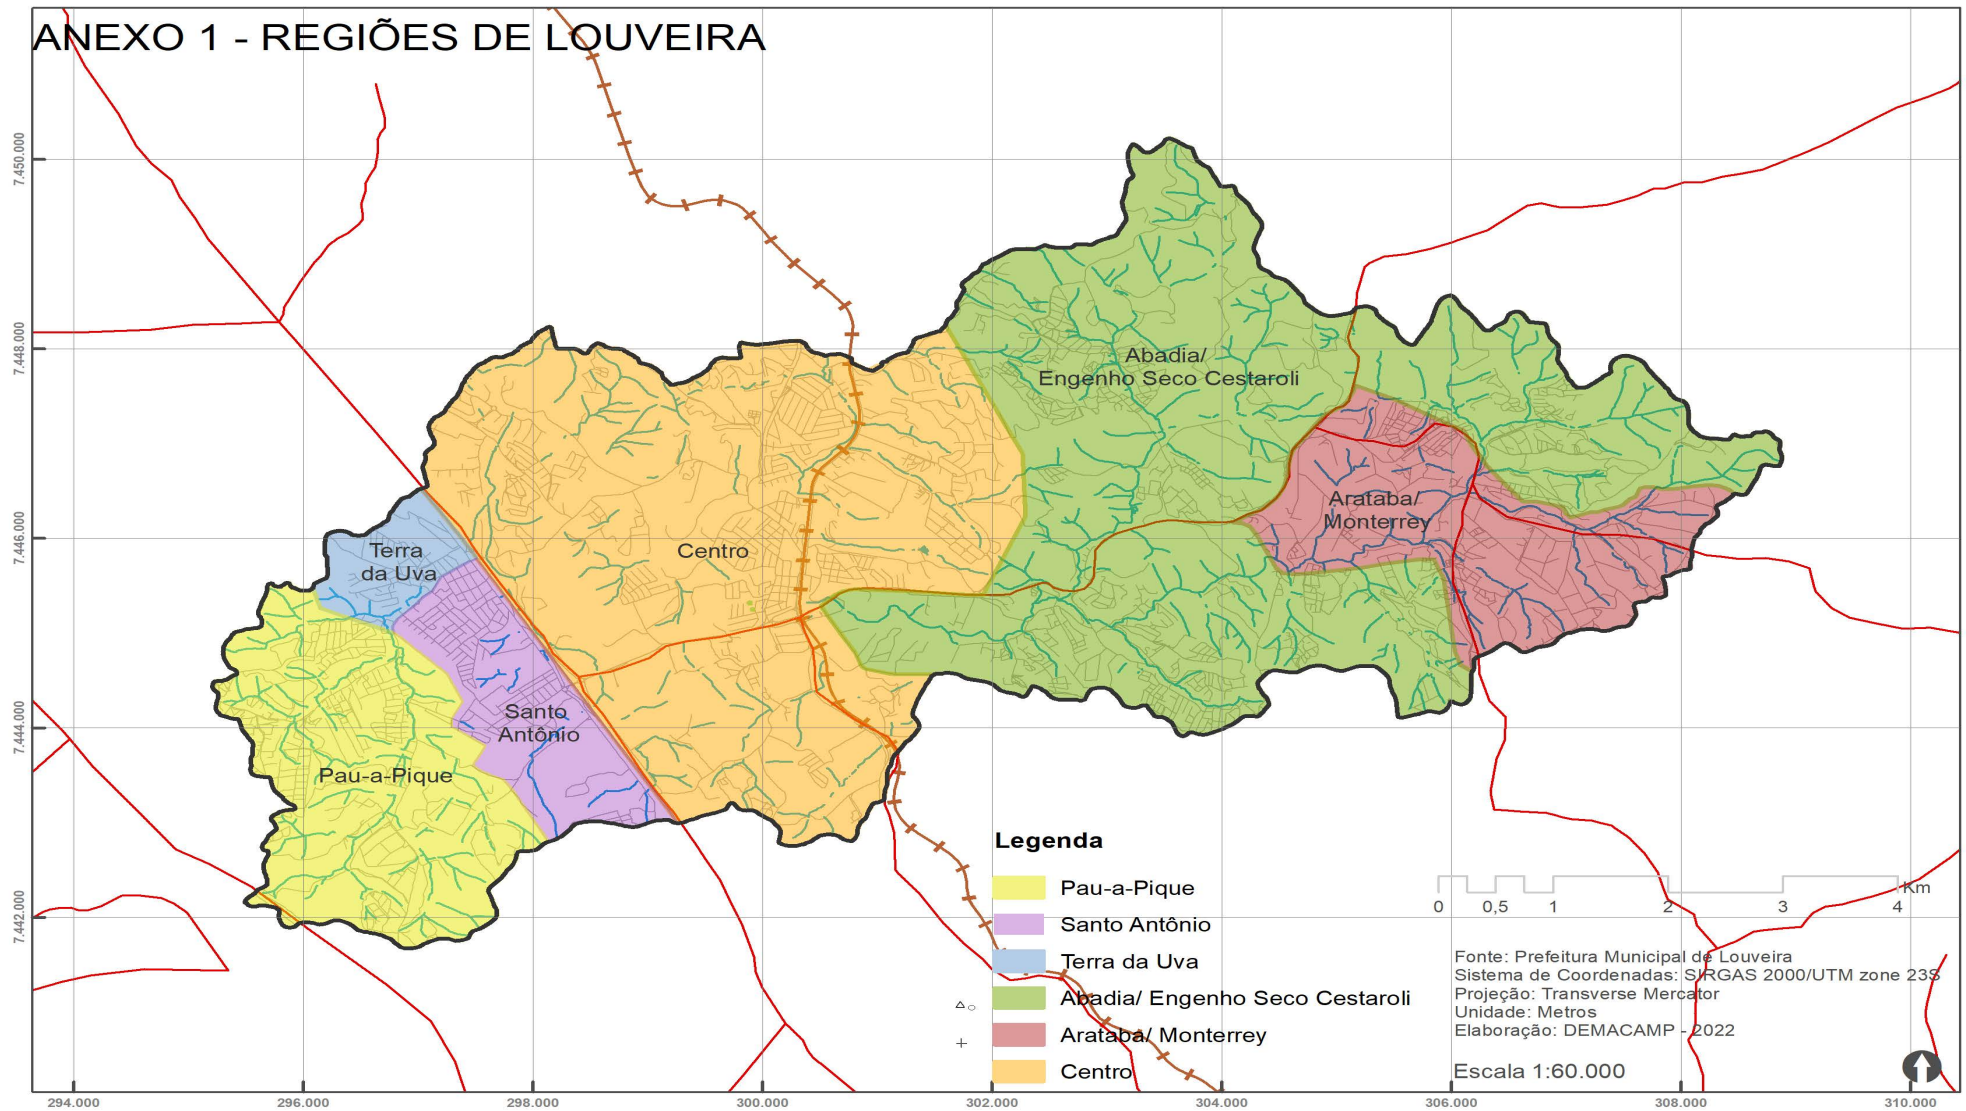 ANEXO 1 - REGIÕES DE LOUVEIRA
7.450.000
7.448.000
7.446.000
7.444.000
7.442.000
Abadia/
Engenho Seco Cestaroli
Arataba/
Monterrey
Centro
Terra
da Uva
Santo
Antônio
Pau-a-Pique
Legenda
Pau-a-Pique
Santo Antônio
Terra da Uva
Abadia/ Engenho Seco Cestaroli
Arataba/ Monterrey
Centro
Km
0 0,5 1 2 3 4
Fonte: Prefeitura Municipal de Louveira
Sistema de Coordenadas: SIRGAS 2000/UTM zone 23S
Projeção: Transverse Mercator
Unidade: Metros
Elaboração: DEMACAMP - 2022
Escala 1:60.000
294.000 296.000 298.000 300.000 302.000 304.000 306.000 308.000 310.000